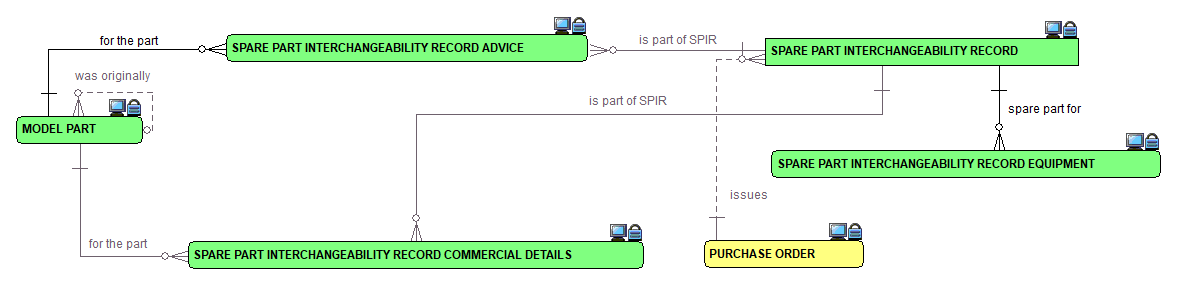 for the part
SPARE PART INTERCHANGEABILITY RECORD ADVICE
is part of SPIR
SPARE PART INTERCHANGEABILITY RECORD
was originally
is part of SPIR
spare part for
MODEL PART
SPARE PART INTERCHANGEABILITY RECORD EQUIPMENT
issues
for the part
SPARE PART INTERCHANGEABILITY RECORD COMMERCIAL DETAILS
PURCHASE ORDER